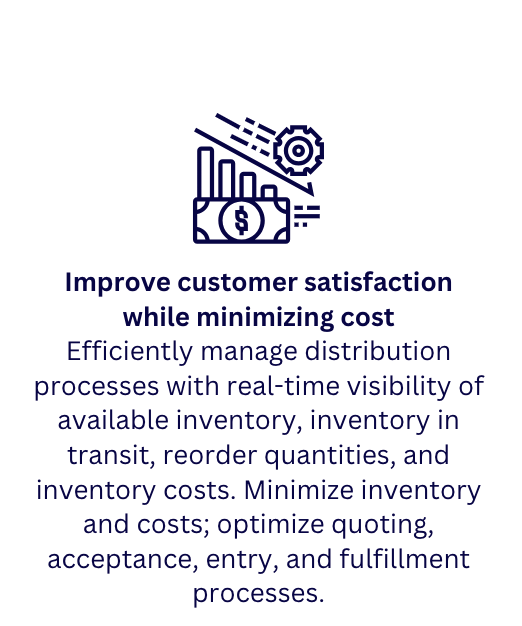 $
Improve customer satisfaction
while minimizing cost
Efficiently manage distribution
processes with real-time visibility of
available inventory, inventory in
transit, reorder quantities, and
inventory costs. Minimize inventory
and costs; optimize quoting,
acceptance, entry, and fulfillment
processes.